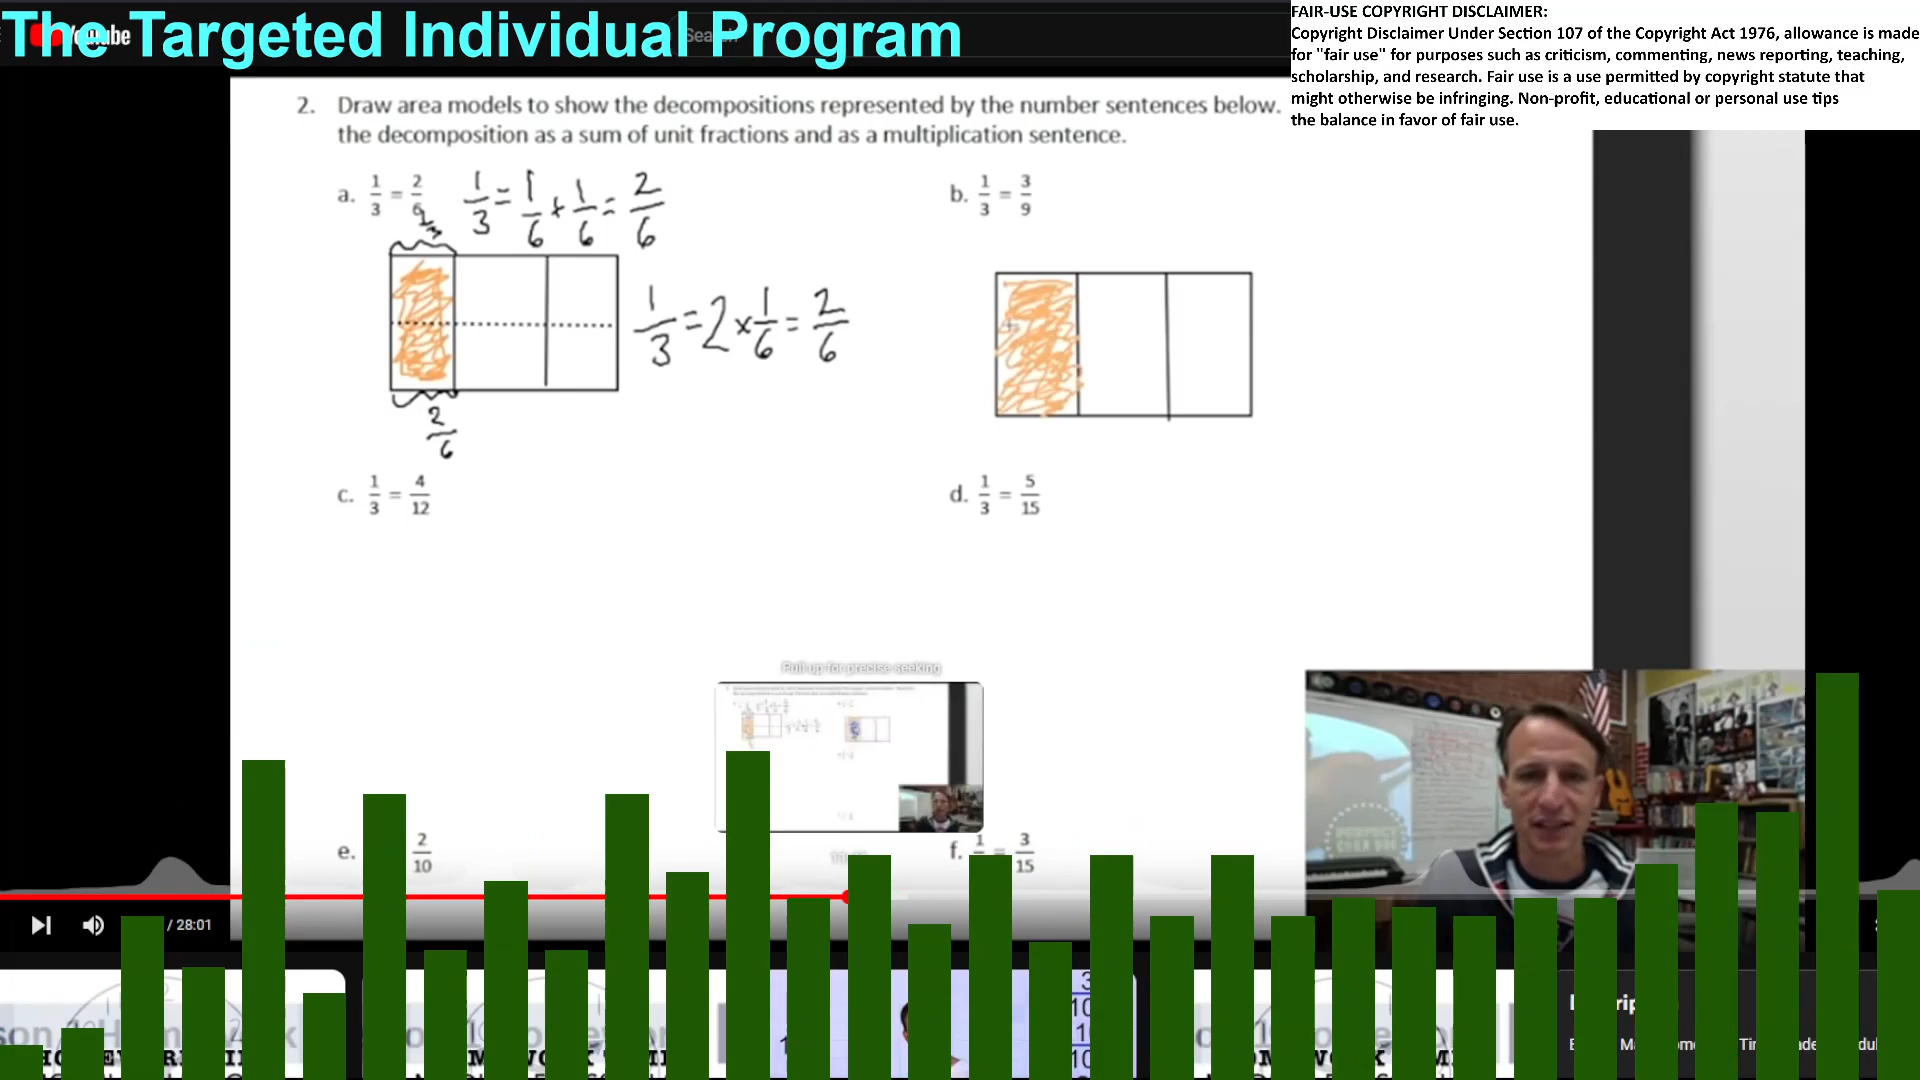 The Targeted Individual Program
FAIR-USE COPYRIGHT DISCLAIMER:
Copyright Disclaimer Under Section 107 of the Copyright Act 1976, allowance is made
for "fair use" for purposes such as criticism, commenting, news reporting, teaching,
scholarship, and research. Fair use is a use permitted by copyright statute that
might otherwise be infringing. Non-profit, educational or personal use tips
the balance in favor of fair use.
2. Draw area models to show the decompositions represented by the number sentences below.
the decomposition as a sum of unit fractions and as a multiplication sentence.
a. 1/3 = 2/6
1/3 = 1/6 + 1/6 = 2/6
1/3 = 2 × 1/6 = 2/6
2/6
b. 1/3 = 3/9
c. 1/3 = 4/12
d. 1/3 = 5/15
Pull up for precise seeking
e. 2/10
f. 1 = 3/15
/ 28:01